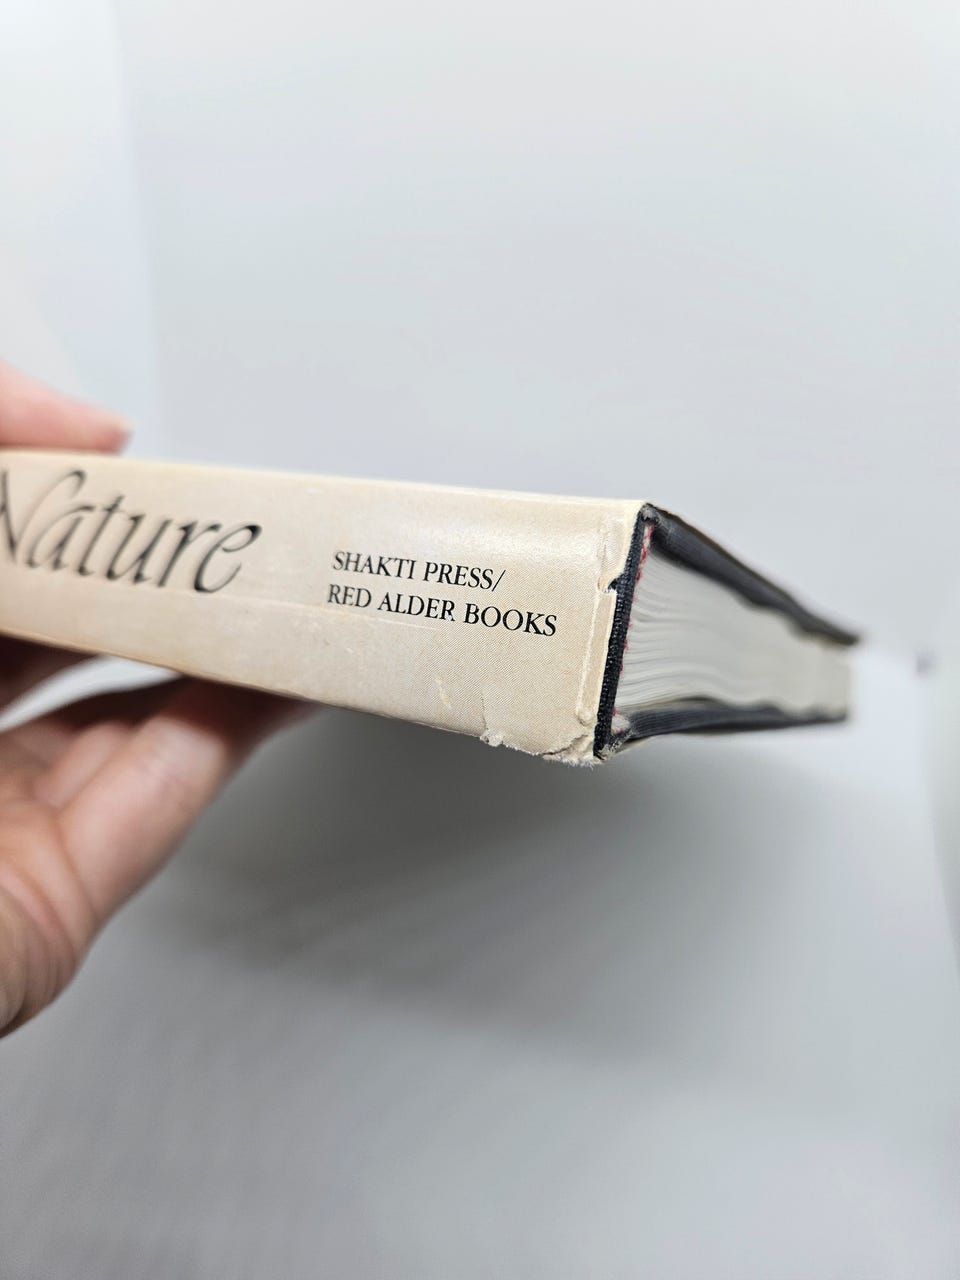 Nature
SHAKTI PRESS/
RED ALDER BOOKS